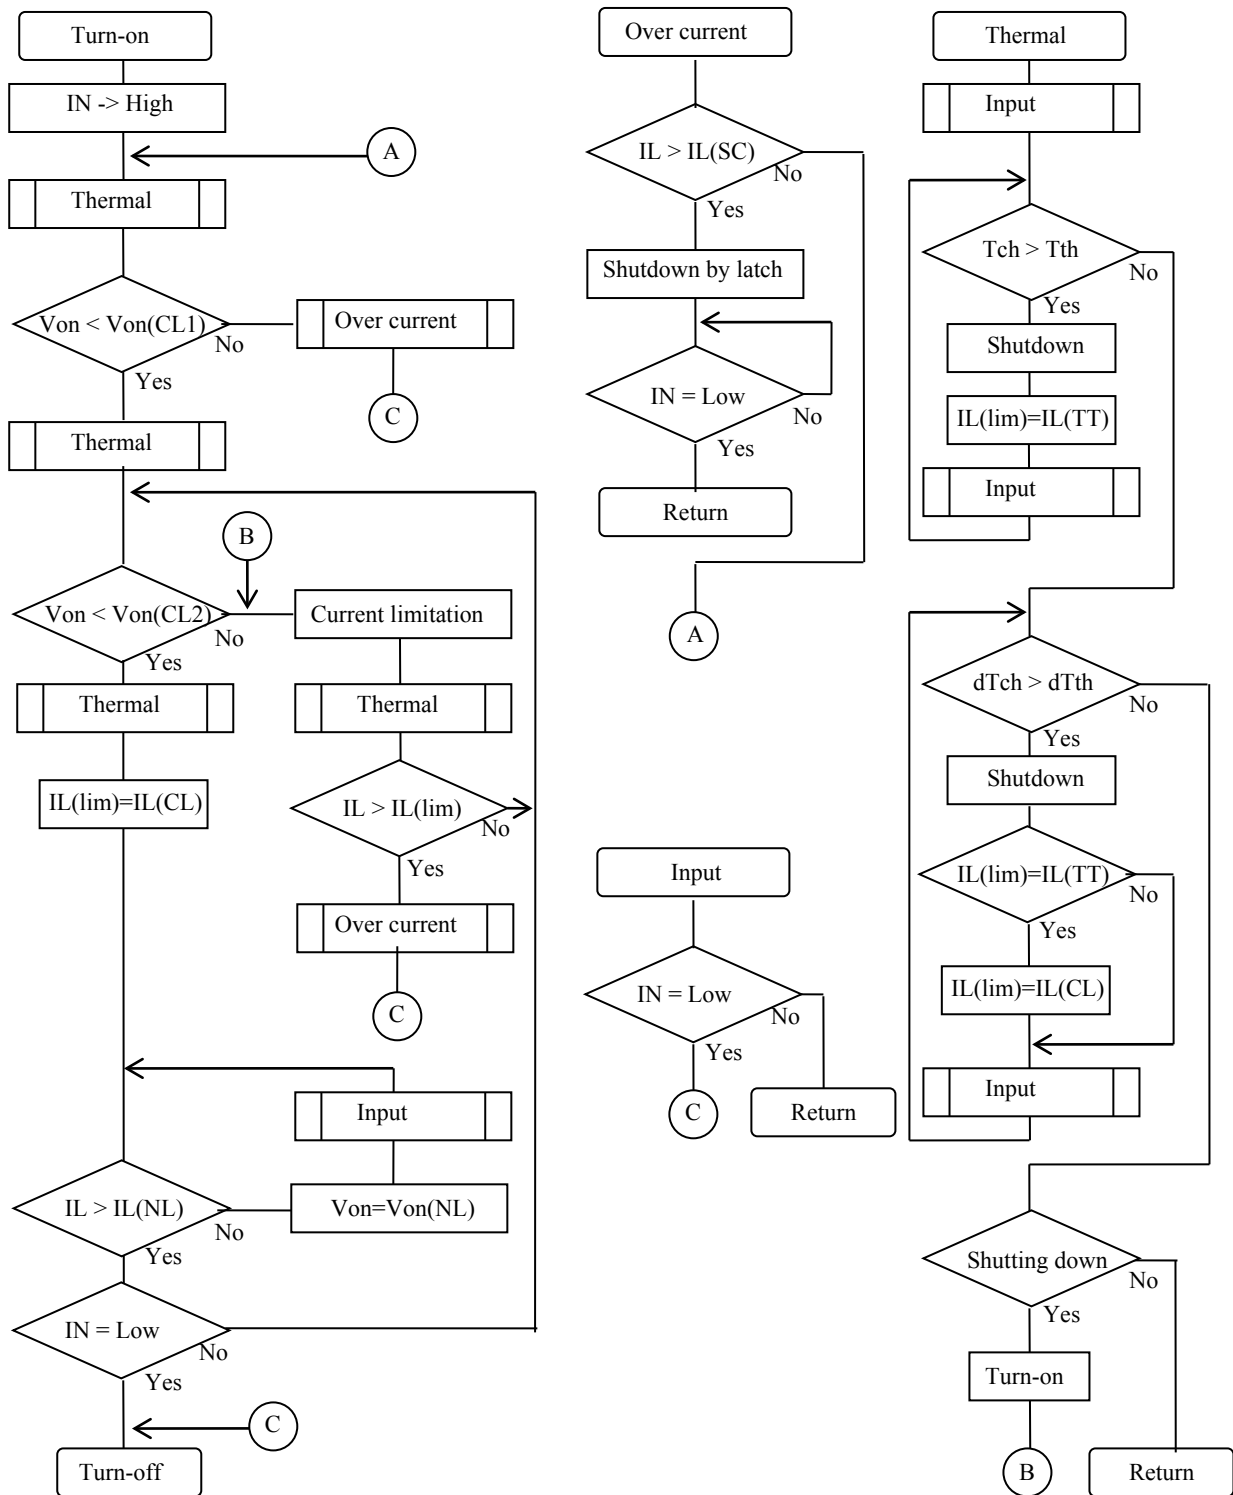 Turn-on
IN -> High
A
Thermal
Von < Von(CL1)
No
Yes
Over current
C
Thermal
B
Von < Von(CL2)
No
Yes
Current limitation
Thermal
Thermal
IL(lim)=IL(CL)
IL > IL(lim)
No
Yes
Over current
C
Input
IL > IL(NL)
No
Yes
Von=Von(NL)
IN = Low
No
Yes
C
Turn-off
Over current
IL > IL(SC)
No
Yes
Shutdown by latch
IN = Low
No
Yes
Return
A
Input
IN = Low
No
Yes
C
Return
Thermal
Input
Tch > Tth
No
Yes
Shutdown
IL(lim)=IL(TT)
Input
dTch > dTth
No
Yes
Shutdown
IL(lim)=IL(TT)
No
Yes
IL(lim)=IL(CL)
Input
Shutting down
No
Yes
Turn-on
B
Return